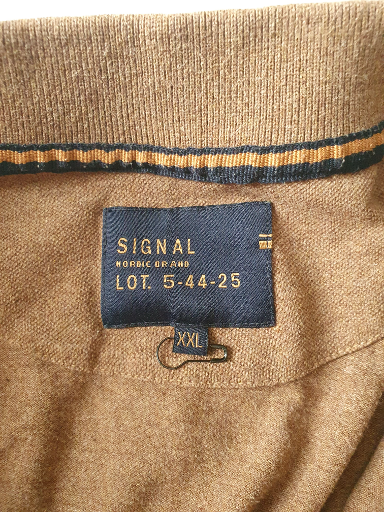 SIGNAL
NORDIC BRAND
LOT. 5-44-25
XXL